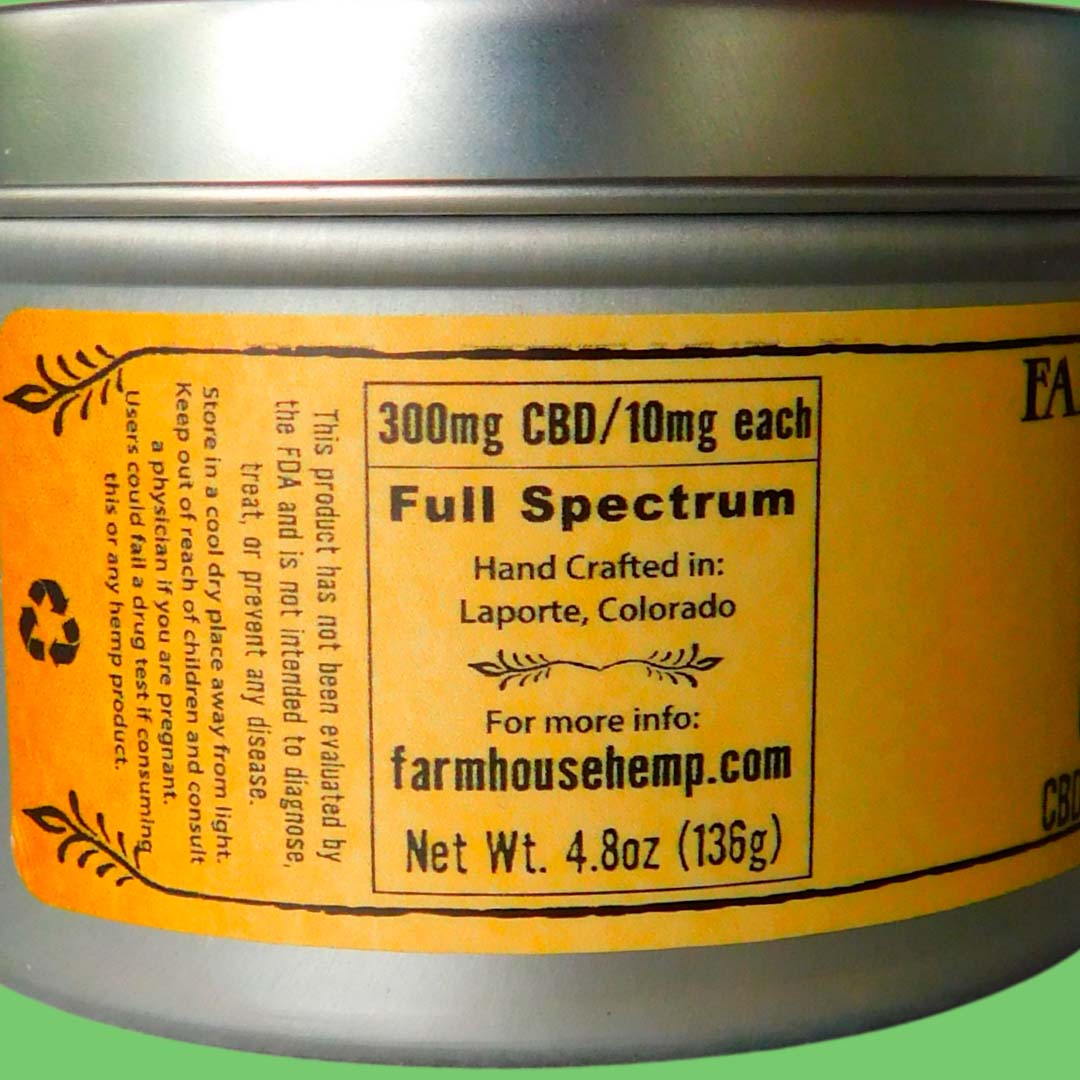 300mg CBD/10mg each
Full Spectrum
Hand Crafted in:
Laporte, Colorado
For more info:
farmhousehemp.com
Net Wt. 4.8oz (136g)
This product has not been evaluated by
the FDA and is not intended to diagnose,
treat, or prevent any disease.
Store in a cool dry place away from light.
Keep out of reach of children and consult
a physician if you are pregnant.
Users could fail a drug test if consuming
this or any hemp product.
FA
CBD